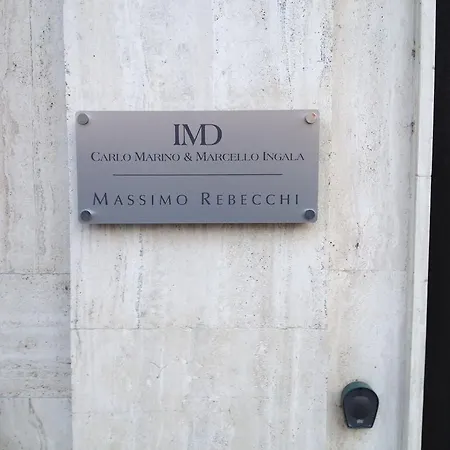 IMD
CARLO MARINO & MARCELLO INGALA
MASSIMO REBECCHI